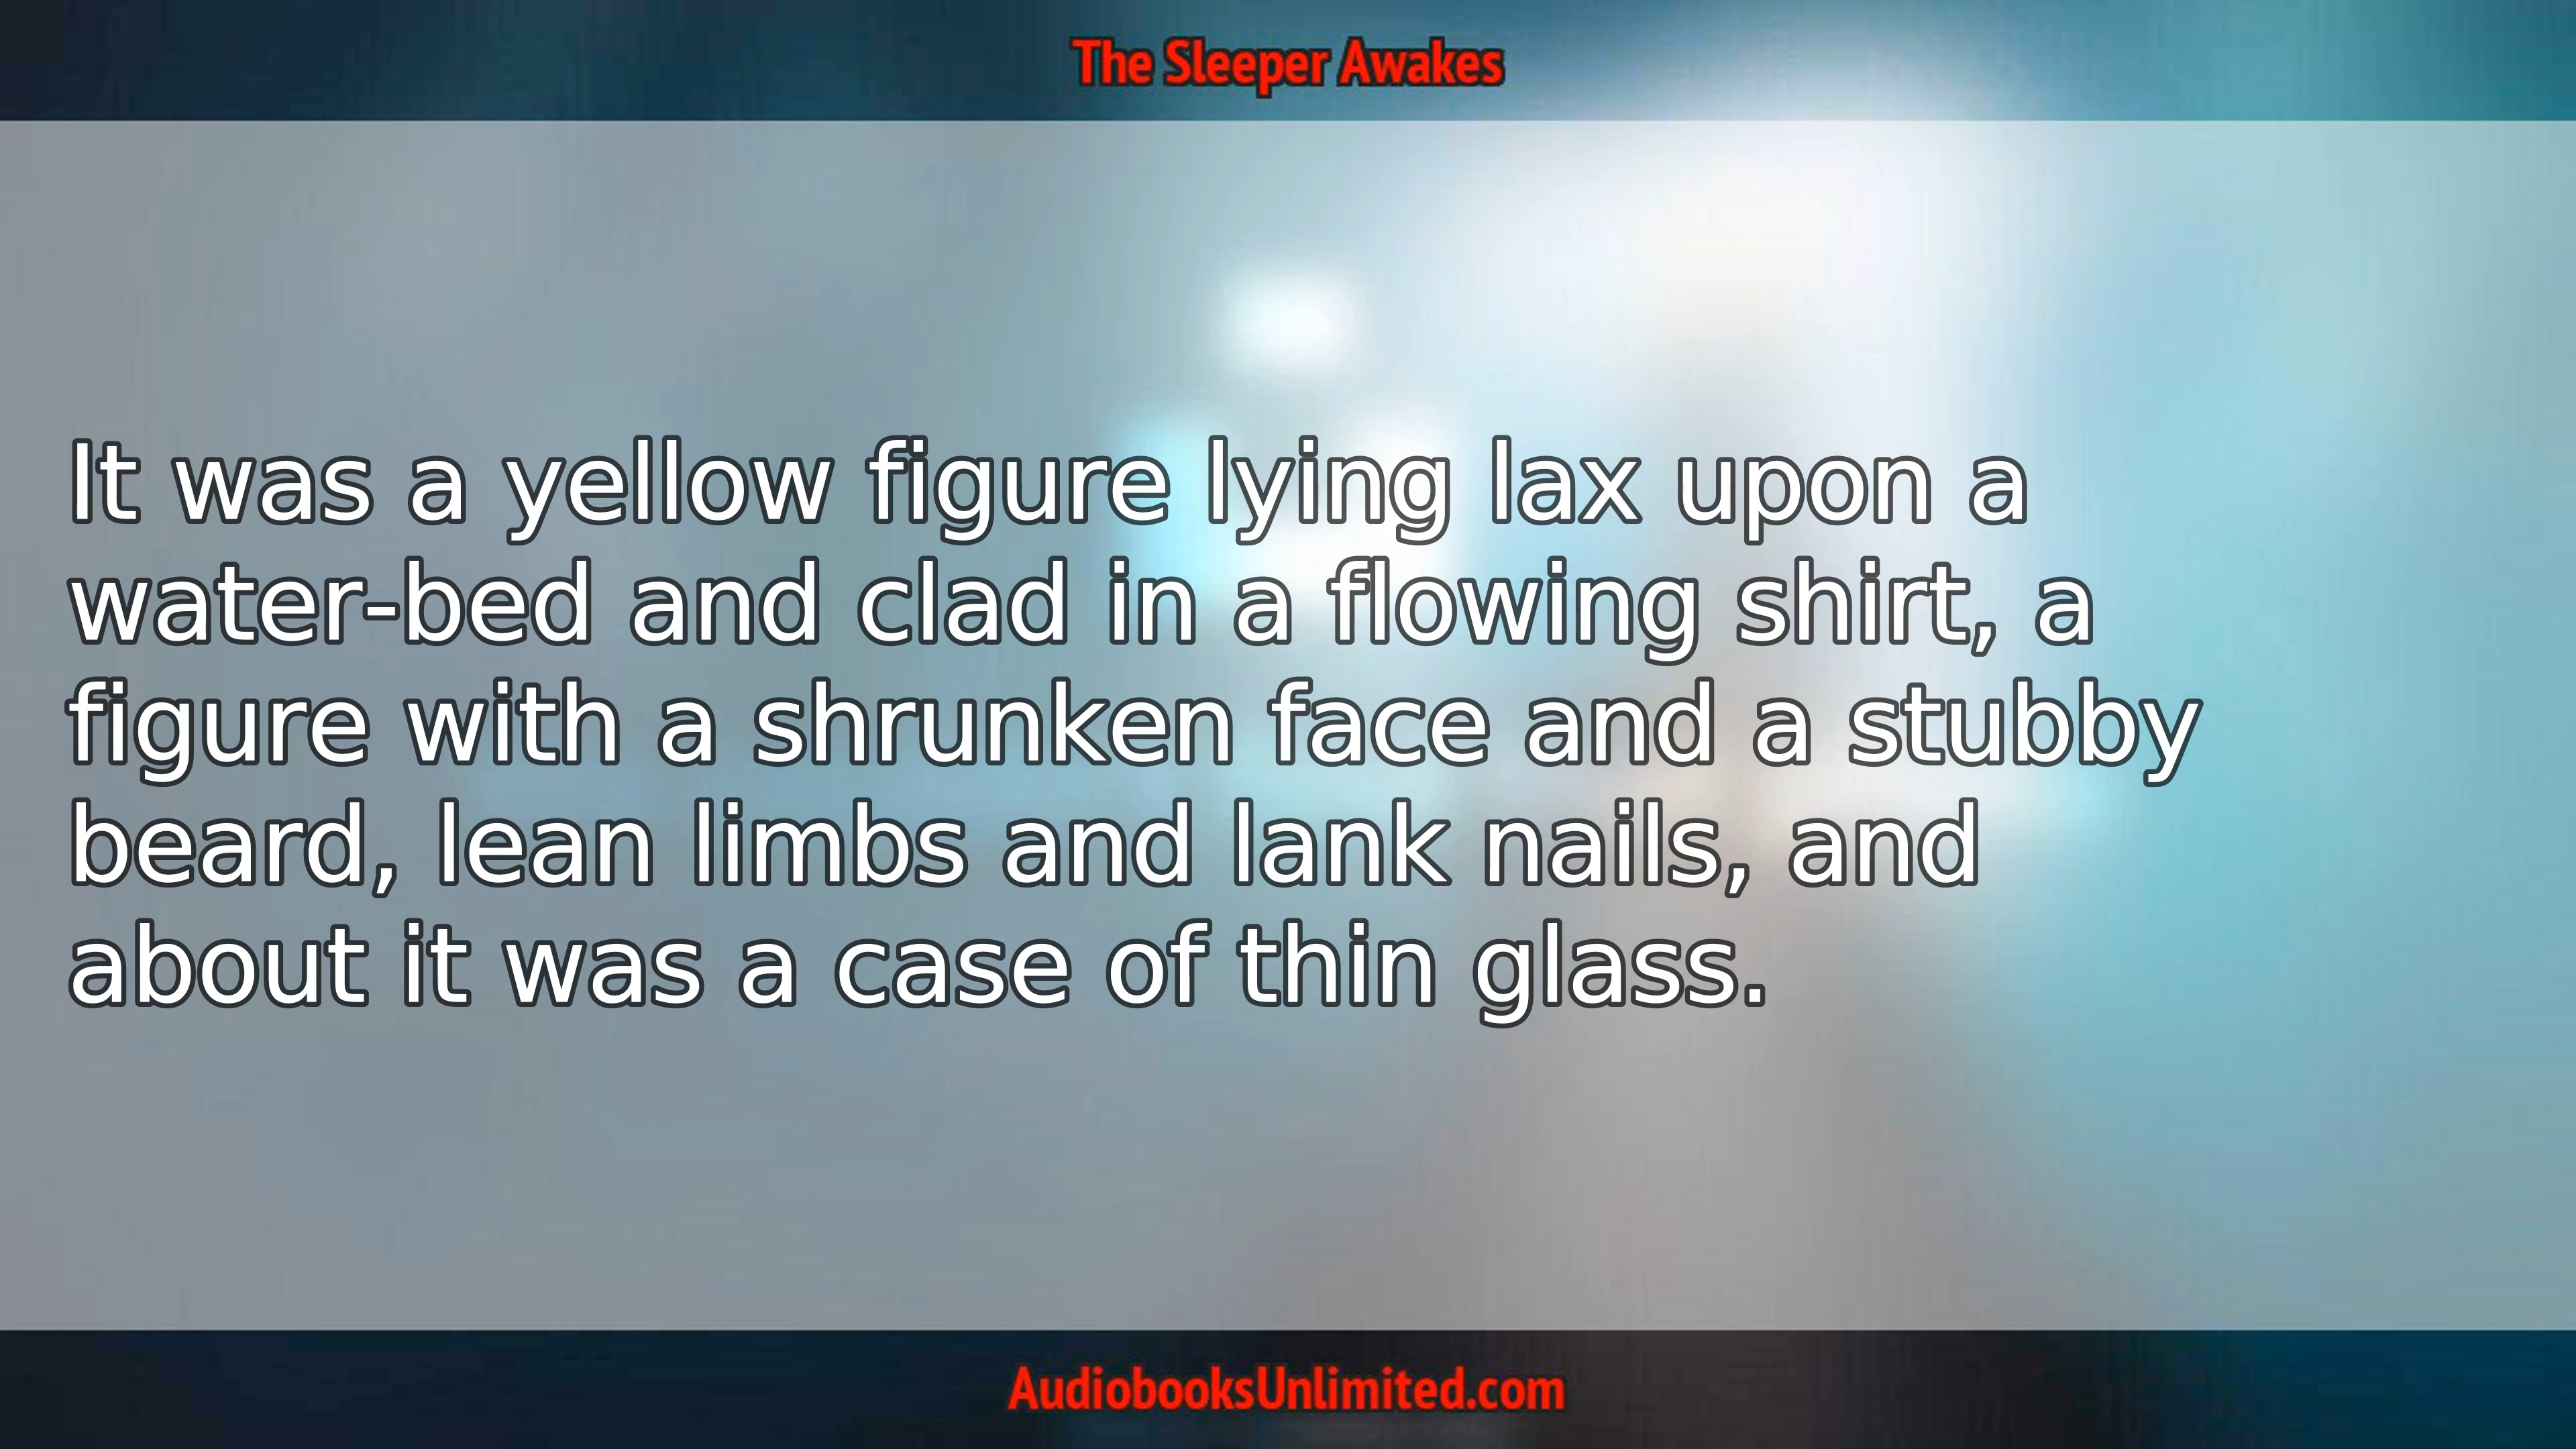 The Sleeper Awakes
It was a yellow figure lying lax upon a
water-bed and clad in a flowing shirt, a
figure with a shrunken face and a stubby
beard, lean limbs and lank nails, and
about it was a case of thin glass.
AudiobooksUnlimited.com